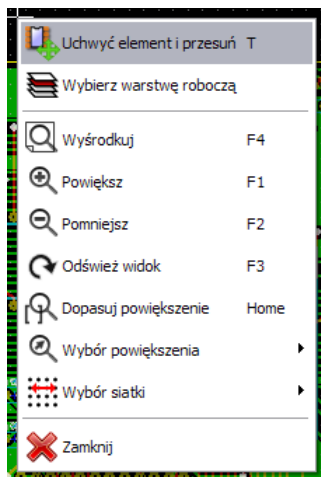 Uchwyć element i przesuń T
Wybierz warstwę roboczą
Wyśrodkuj F4
Powiększ F1
Pomniejsz F2
Odśwież widok F3
Dopasuj powiększenie Home
Wybór powiększenia
Wybór siatki
Zamknij